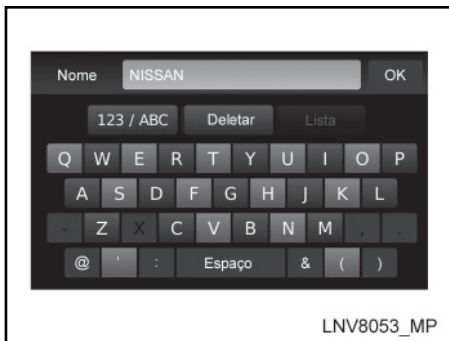 Nome NISSAN OK
123 / ABC Deletar Lista
Q W E R T Y U I O P
A S D F G H J K L
- Z X C V B N M , .
@ ' : Espaço & ( )
LNV8053_MP